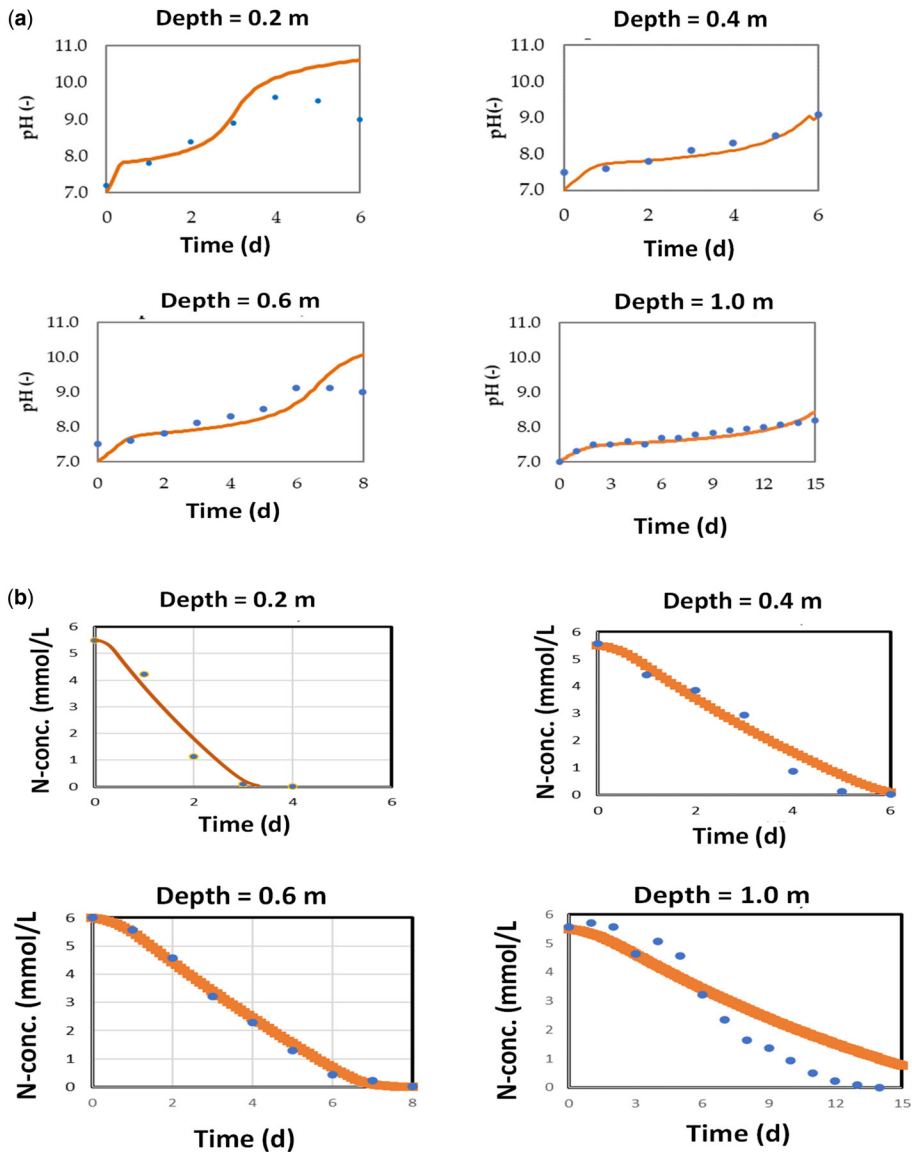 (a)
Depth = 0.2 m
Depth = 0.4 m
pH (-)
11.0
10.0
9.0
8.0
7.0
0 2 4 6
Time (d)
pH(-)
11.0
10.0
9.0
8.0
7.0
0 2 4 6
Time (d)
Depth = 0.6 m
Depth = 1.0 m
pH (-)
11.0
10.0
9.0
8.0
7.0
0 2 4 6 8
Time (d)
pH (-)
11.0
10.0
9.0
8.0
7.0
0 3 6 9 12 15
Time (d)
(b)
Depth = 0.2 m
Depth = 0.4 m
N-conc. (mmol/L)
6
5
4
3
2
1
0
0 2 4 6
Time (d)
N-conc. (mmol/L)
6
5
4
3
2
1
0
0 2 4 6
Time (d)
Depth = 0.6 m
Depth = 1.0 m
N-conc. (mmol/L)
6
5
4
3
2
1
0
0 2 4 6 8
Time (d)
N-conc. (mmol/L)
6
5
4
3
2
1
0
0 3 6 9 12 15
Time (d)